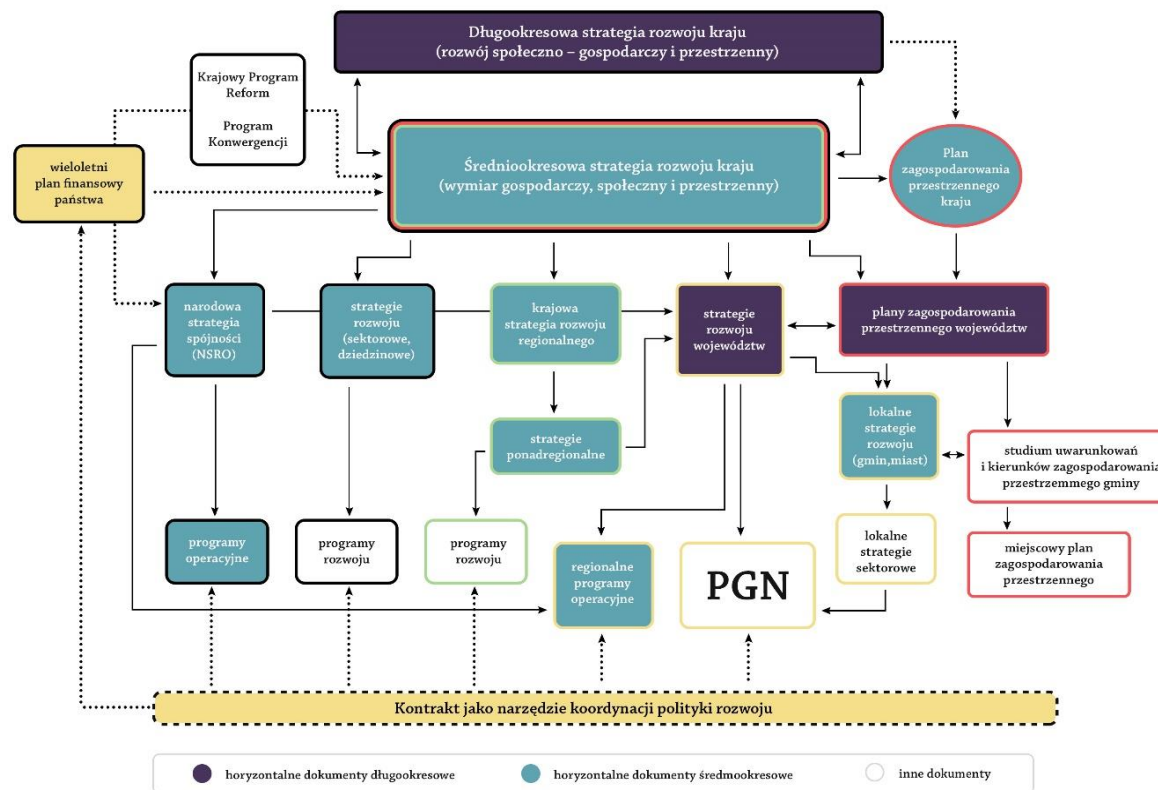 Długookresowa strategia rozwoju kraju
(rozwój społeczno – gospodarczy i przestrzenny)
Krajowy Program
Reform
Program
Konwergencji
wieloletni
plan finansowy
państwa
Średniookresowa strategia rozwoju kraju
(wymiar gospodarczy, społeczny i przestrzenny)
Plan
zagospodarowania
przestrzennego
kraju
narodowa
strategia
spójności
(NSRO)
strategie
rozwoju
(sektorowe,
dziedzinowe)
krajowa
strategia rozwoju
regionalnego
strategie
rozwoju
województw
plany zagospodarowania
przestrzennego województw
strategie
ponadregionalne
lokalne
strategie
rozwoju
(gmin,miast)
studium uwarunkowań
i kierunków zagospodarowania
przestrzemmego gminy
programy
operacyjne
programy
rozwoju
programy
rozwoju
regionalne
programy
operacyjne
PGN
lokalne
strategie
sektorowe
miejscowy plan
zagospodarowania
przestrzennego
Kontrakt jako narzędzie koordynacji polityki rozwoju
horyzontalne dokumenty długookresowe
horyzontalne dokumenty średmookresowe
inne dokumenty